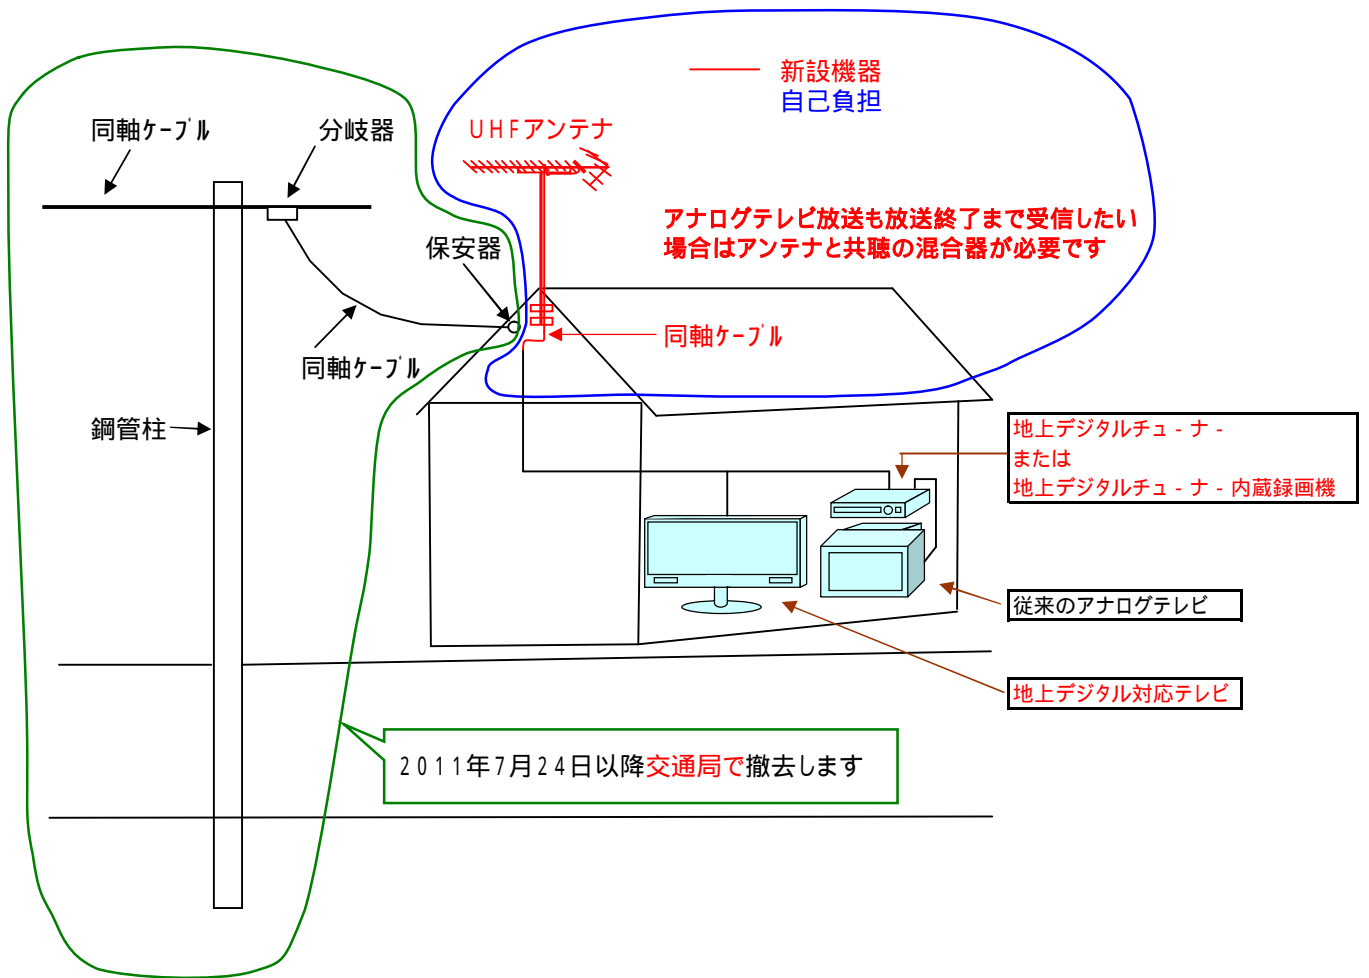 新設機器
自己負担
同軸ｹｰﾌﾞﾙ
分岐器
UHFアンテナ
アナログテレビ放送も放送終了まで受信したい
場合はアンテナと共聴の混合器が必要です
保安器
同軸ｹｰﾌﾞﾙ
同軸ｹｰﾌﾞﾙ
鋼管柱
地上デジタルチュ-ナ-
または
地上デジタルチュ-ナ-内蔵録画機
従来のアナログテレビ
地上デジタル対応テレビ
2011年7月24日以降交通局で撤去します